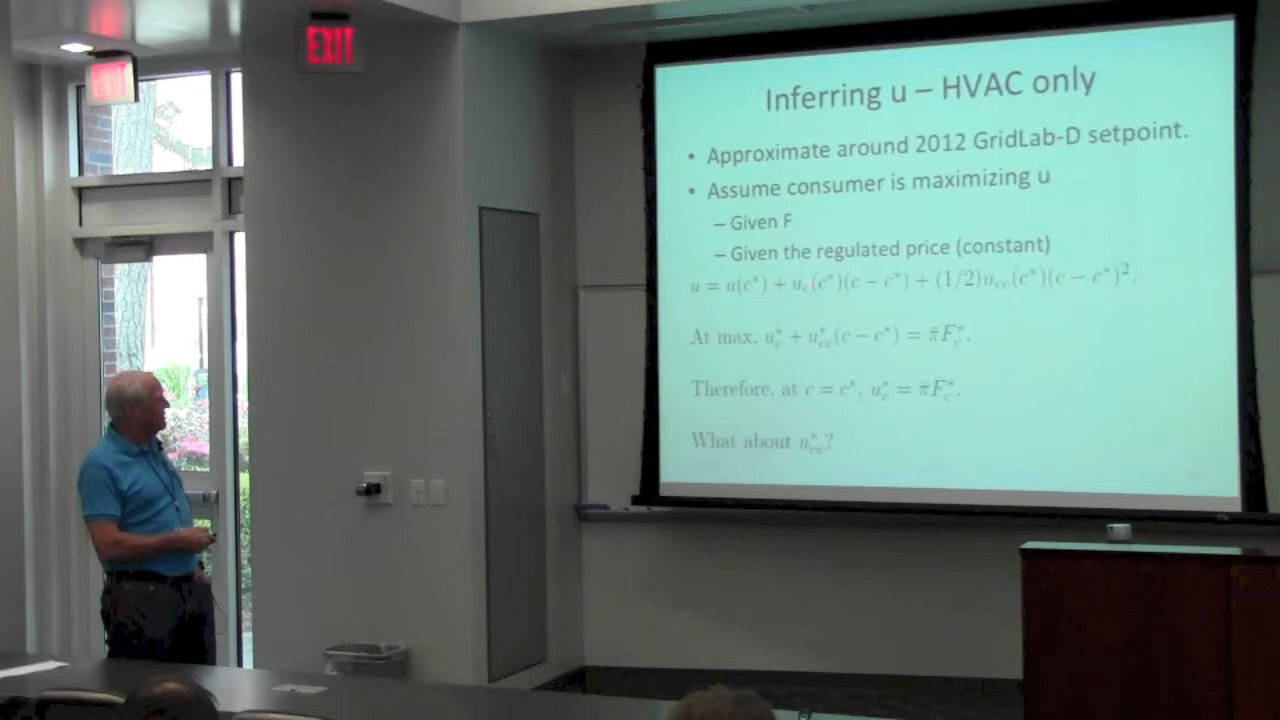 EXIT
EXIT
Inferring u – HVAC only
• Approximate around 2012 GridLab-D setpoint.
• Assume consumer is maximizing u
– Given F
– Given the regulated price (constant)
u = u(c*) + u_c(c*)(c − c*) + (1/2)u_cc(c*)(c − c*)².
At max, u*_c + u*_cc(c − c*) = π̄F*_c.
Therefore, at c = c*, u*_c = π̄F*_c.
What about u*_cc?